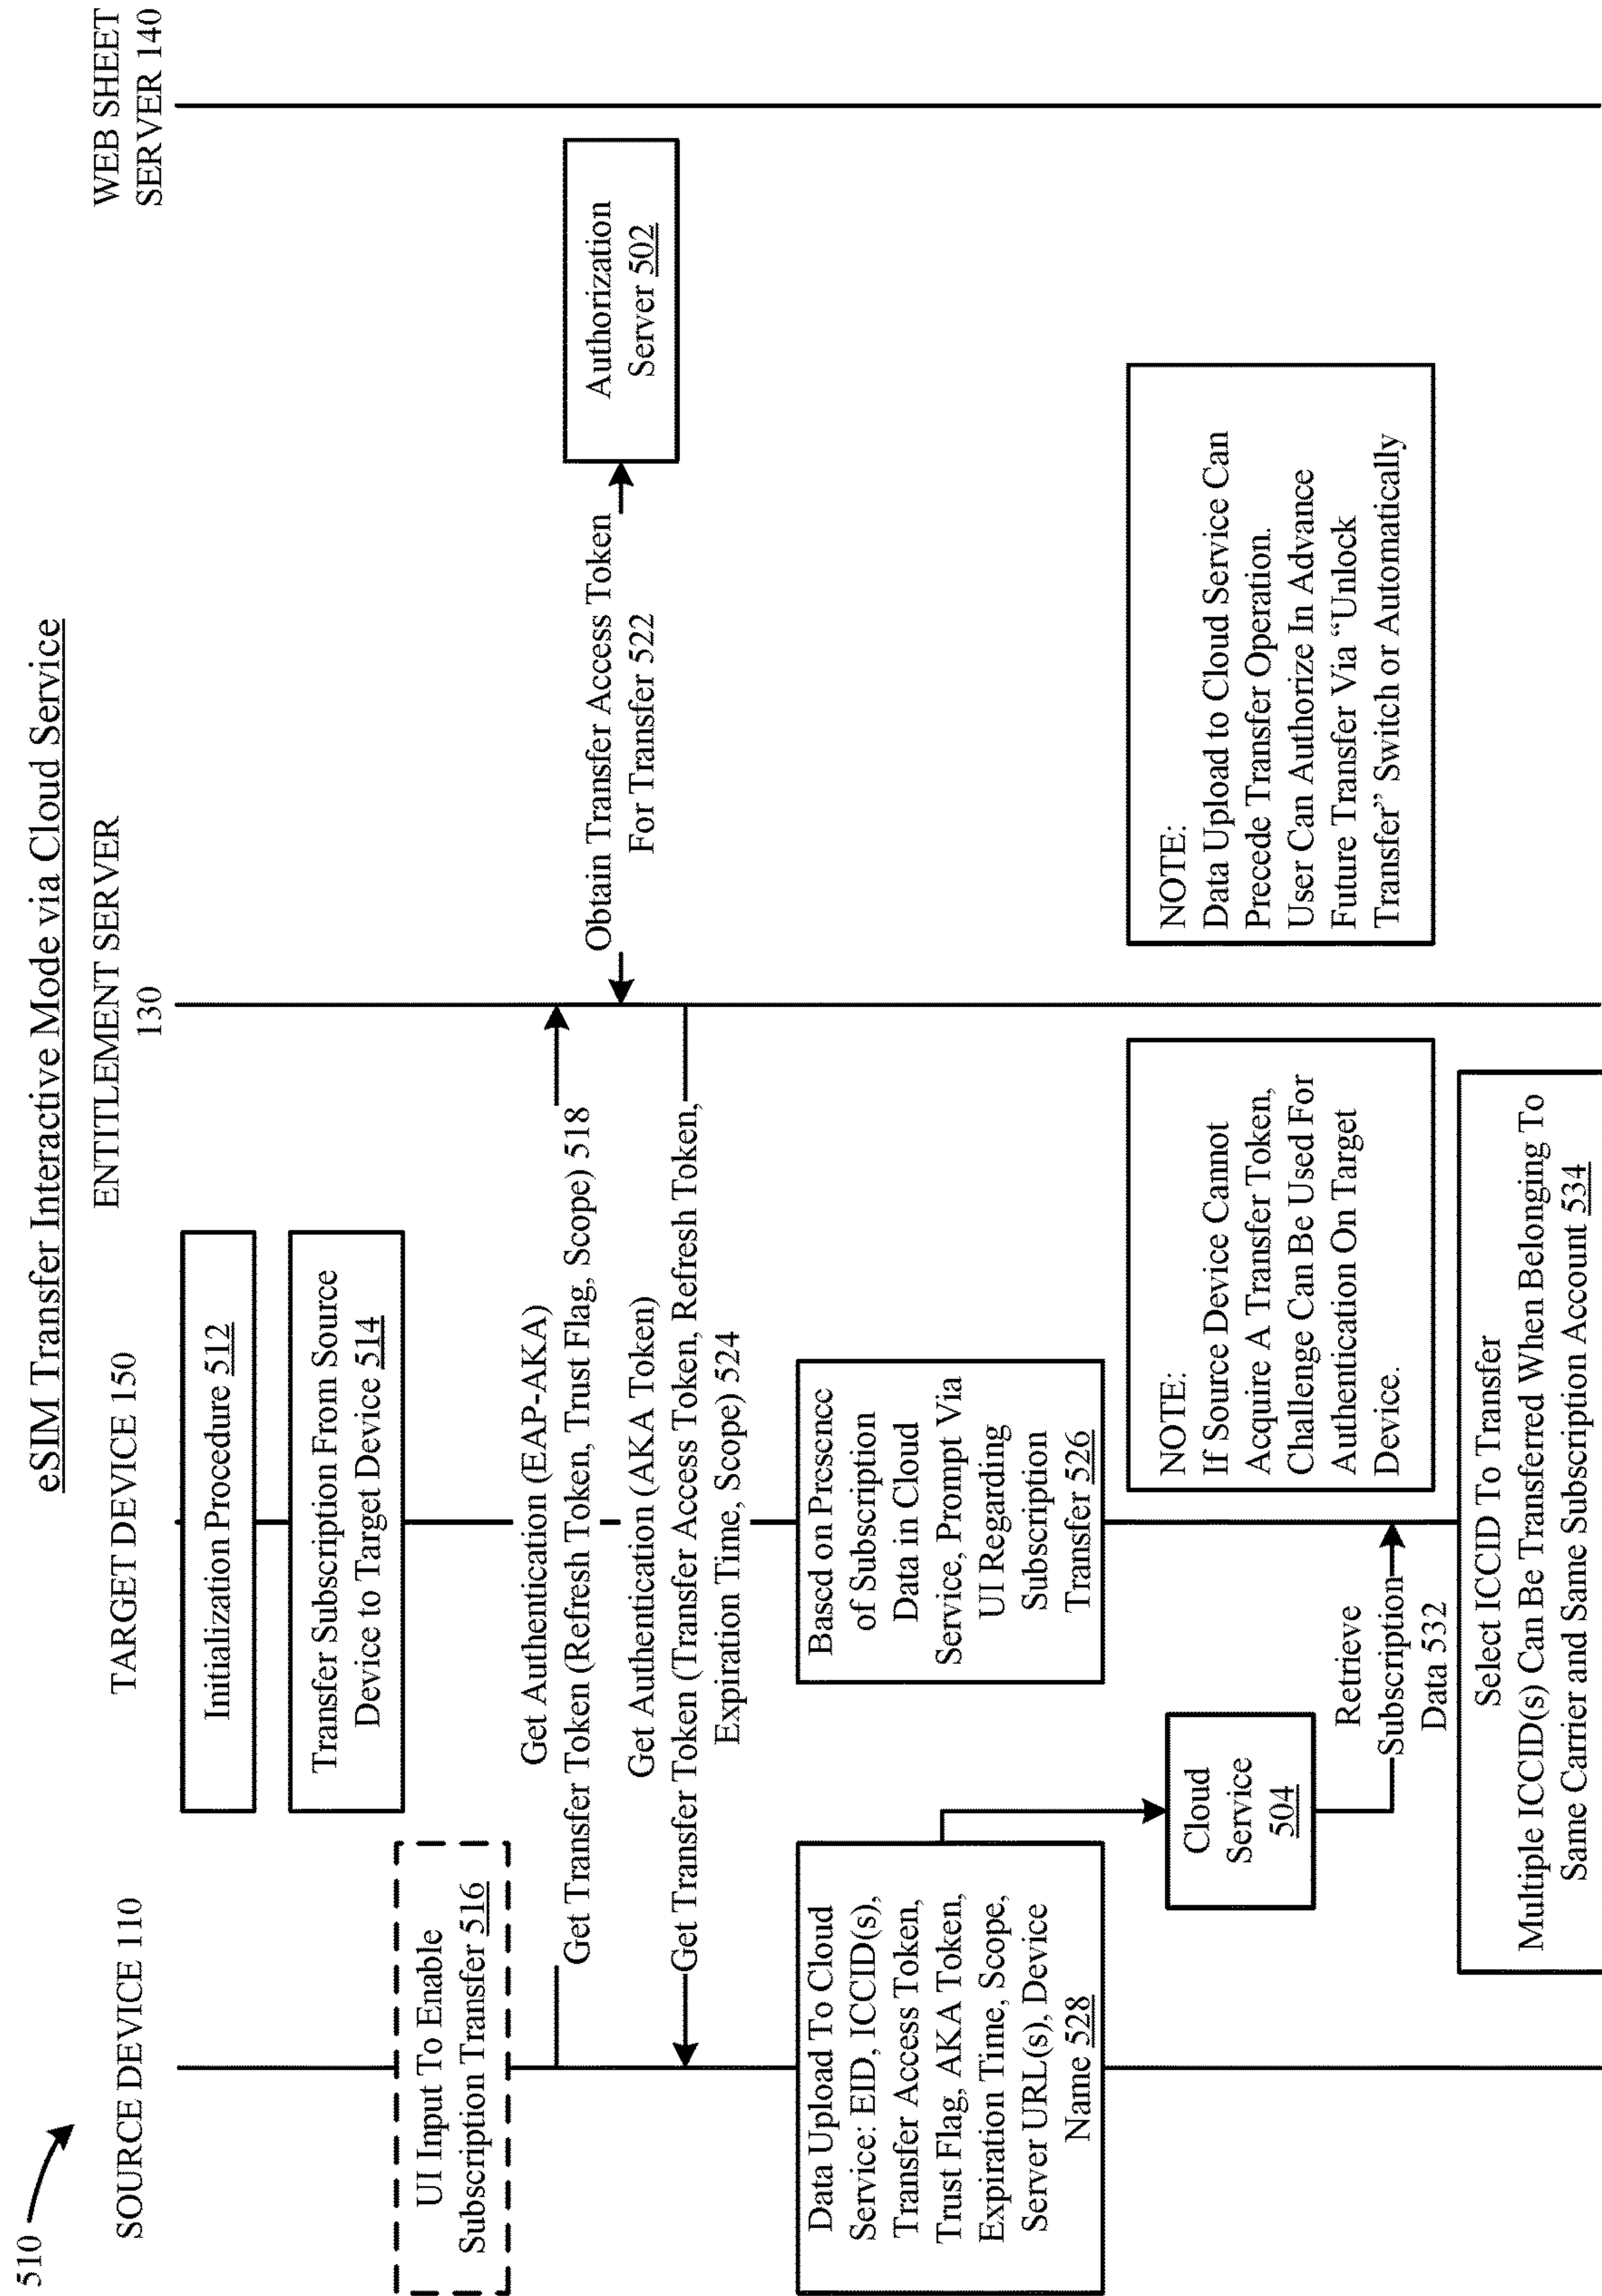 eSIM Transfer Interactive Mode via Cloud Service
510
SOURCE DEVICE 110
TARGET DEVICE 150
ENTITLEMENT SERVER
130
WEB SHEET
SERVER 140
Initialization Procedure 512
Transfer Subscription From Source
Device to Target Device 514
UI Input To Enable
Subscription Transfer 516
Get Authentication (EAP-AKA)
Get Transfer Token (Refresh Token, Trust Flag, Scope) 518
Obtain Transfer Access Token
For Transfer 522
Authorization
Server 502
Get Authentication (AKA Token)
Get Transfer Token (Transfer Access Token, Refresh Token,
Expiration Time, Scope) 524
Data Upload To Cloud
Service: EID, ICCID(s),
Transfer Access Token,
Trust Flag, AKA Token,
Expiration Time, Scope,
Server URL(s), Device
Name 528
Based on Presence
of Subscription
Data in Cloud
Service, Prompt Via
UI Regarding
Subscription
Transfer 526
Cloud
Service
504
Retrieve
Subscription
Data 532
NOTE:
If Source Device Cannot
Acquire A Transfer Token,
Challenge Can Be Used For
Authentication On Target
Device.
NOTE:
Data Upload to Cloud Service Can
Precede Transfer Operation.
User Can Authorize In Advance
Future Transfer Via “Unlock
Transfer” Switch or Automatically
Select ICCID To Transfer
Multiple ICCID(s) Can Be Transferred When Belonging To
Same Carrier and Same Subscription Account 534